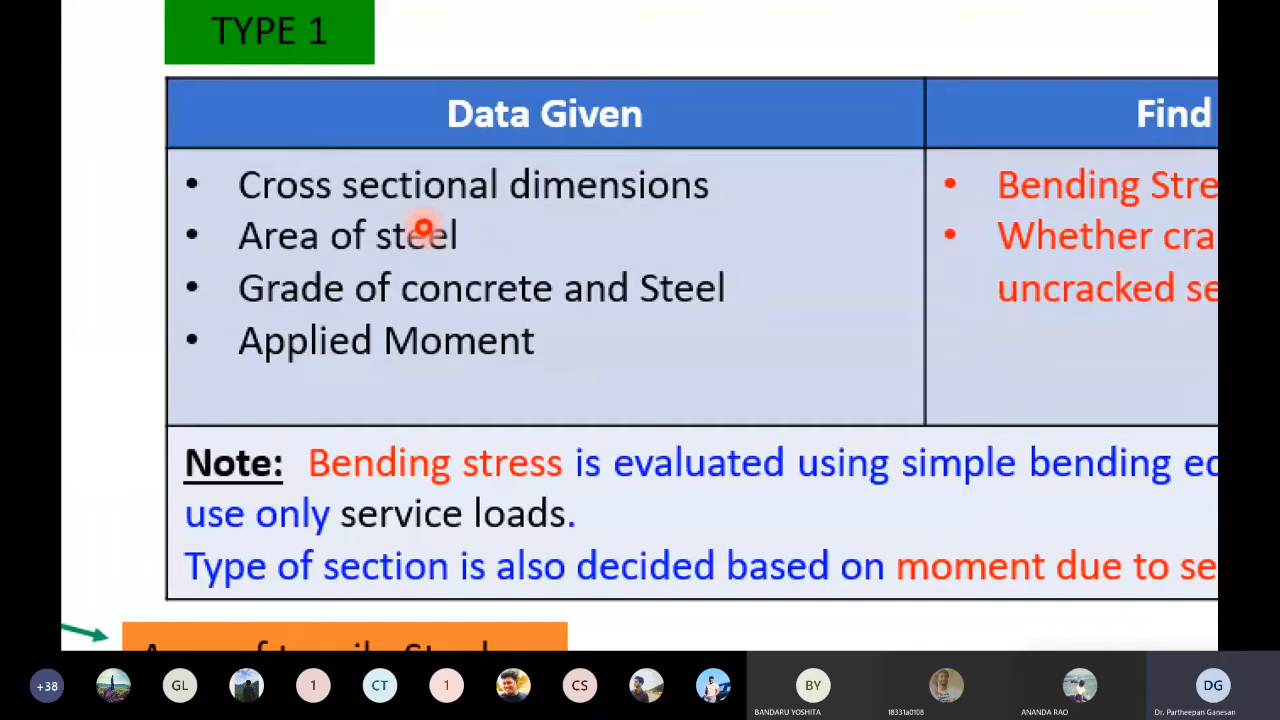 TYPE 1
Data Given
Find
• Cross sectional dimensions
• Area of steel
• Grade of concrete and Steel
• Applied Moment
• Bending Stre
• Whether cra
uncracked se
Note: Bending stress is evaluated using simple bending eq
use only service loads.
Type of section is also decided based on moment due to se
+38
GL
1
CT
1
CS
BY
BANDARU YOSHITA
18331a0108
ANANDA RAO
DG
Dr. Partheepan Ganesan